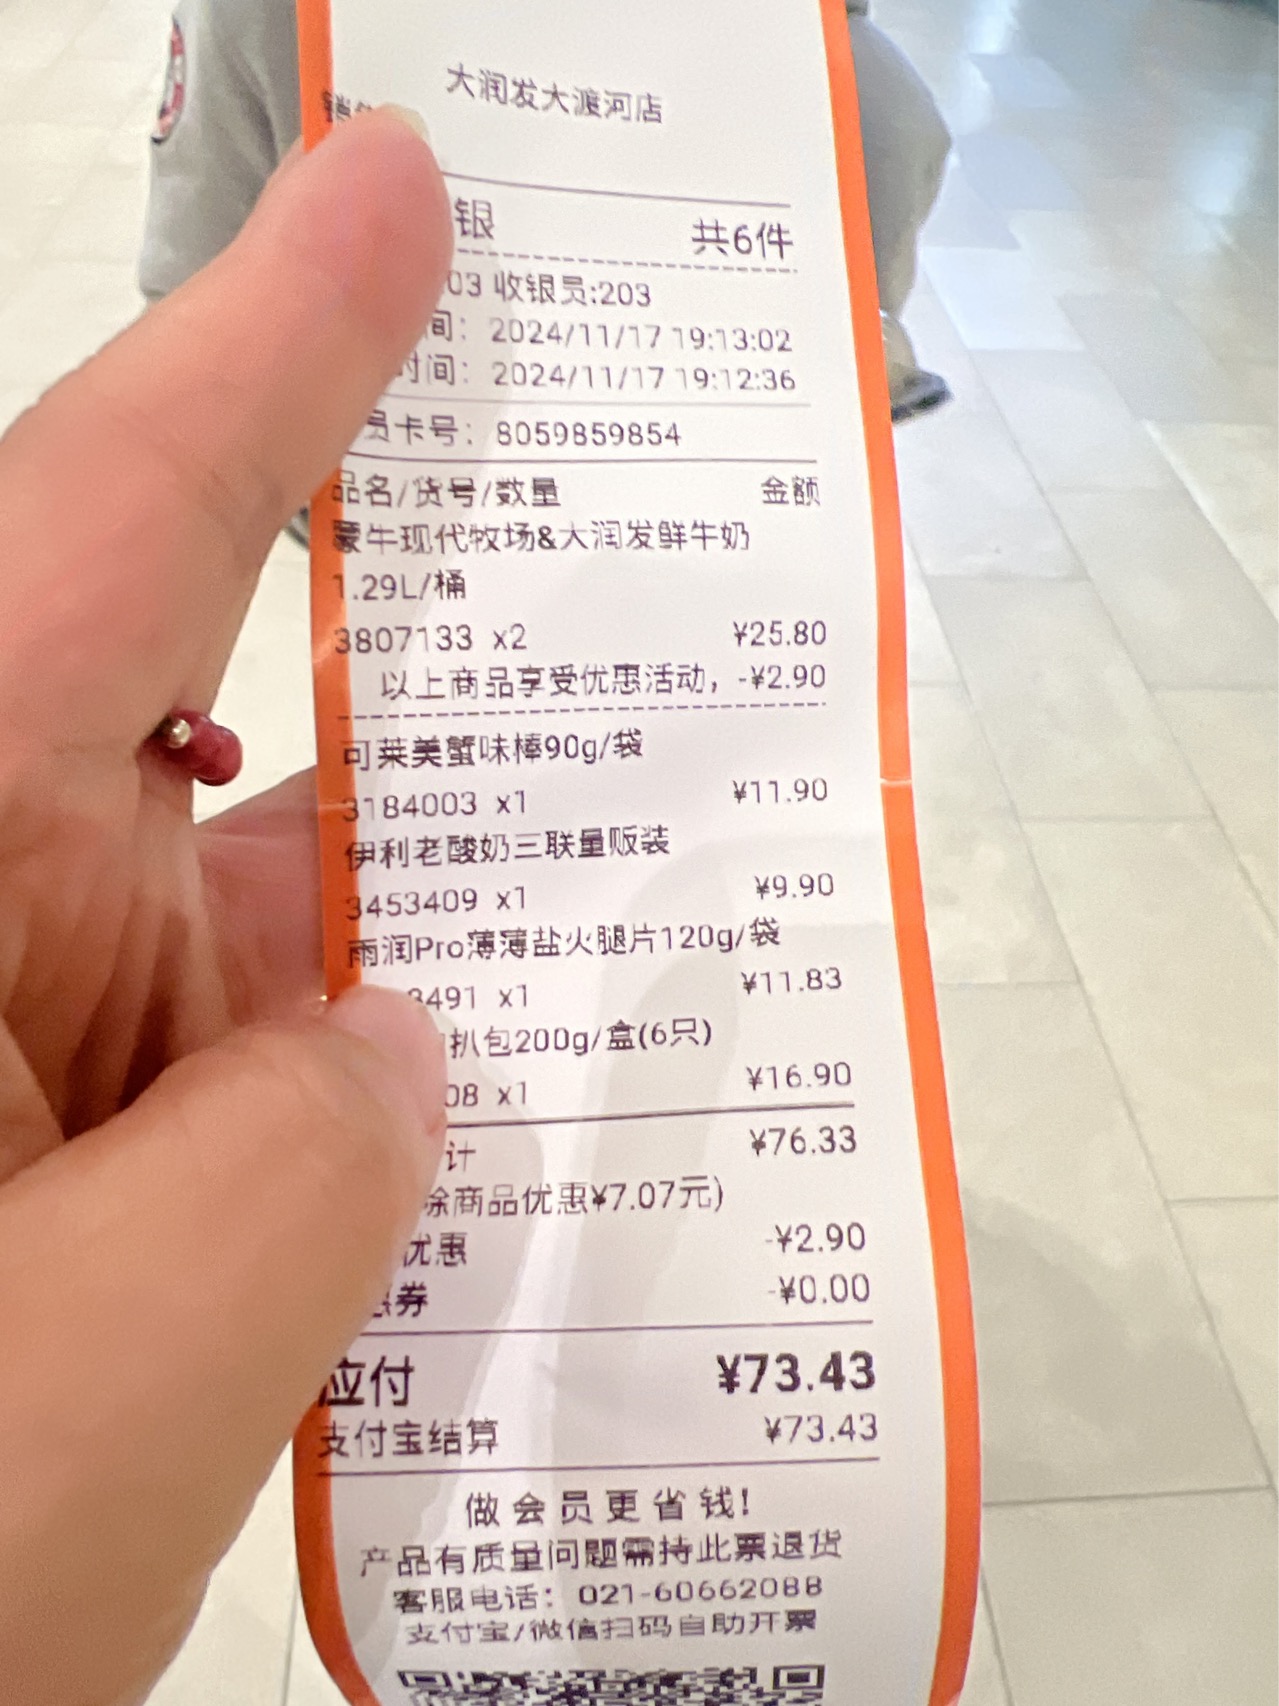 大润发大渡河店
销
银 共6件
03 收银员:203
间: 2024/11/17 19:13:02
时间: 2024/11/17 19:12:36
员卡号: 8059859854
品名/货号/数量 金额
蒙牛现代牧场&大润发鲜牛奶
1.29L/桶
3807133 x2 ¥25.80
以上商品享受优惠活动, -¥2.90
可莱美蟹味棒90g/袋
3184003 x1 ¥11.90
伊利老酸奶三联量贩装
3453409 x1 ¥9.90
雨润Pro薄薄盐火腿片120g/袋
3491 x1 ¥11.83
扒包200g/盒(6只)
08 x1 ¥16.90
计 ¥76.33
除商品优惠¥7.07元)
优惠 -¥2.90
券 -¥0.00
应付 ¥73.43
支付宝结算 ¥73.43
做会员更省钱!
产品有质量问题需持此票退货
客服电话: 021-60662088
支付宝/微信扫码自助开票